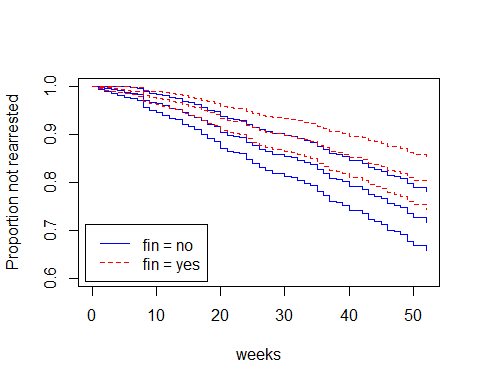 Proportion not rearrested
1.0
0.9
0.8
0.7
0.6
fin = no
fin = yes
0 10 20 30 40 50
weeks